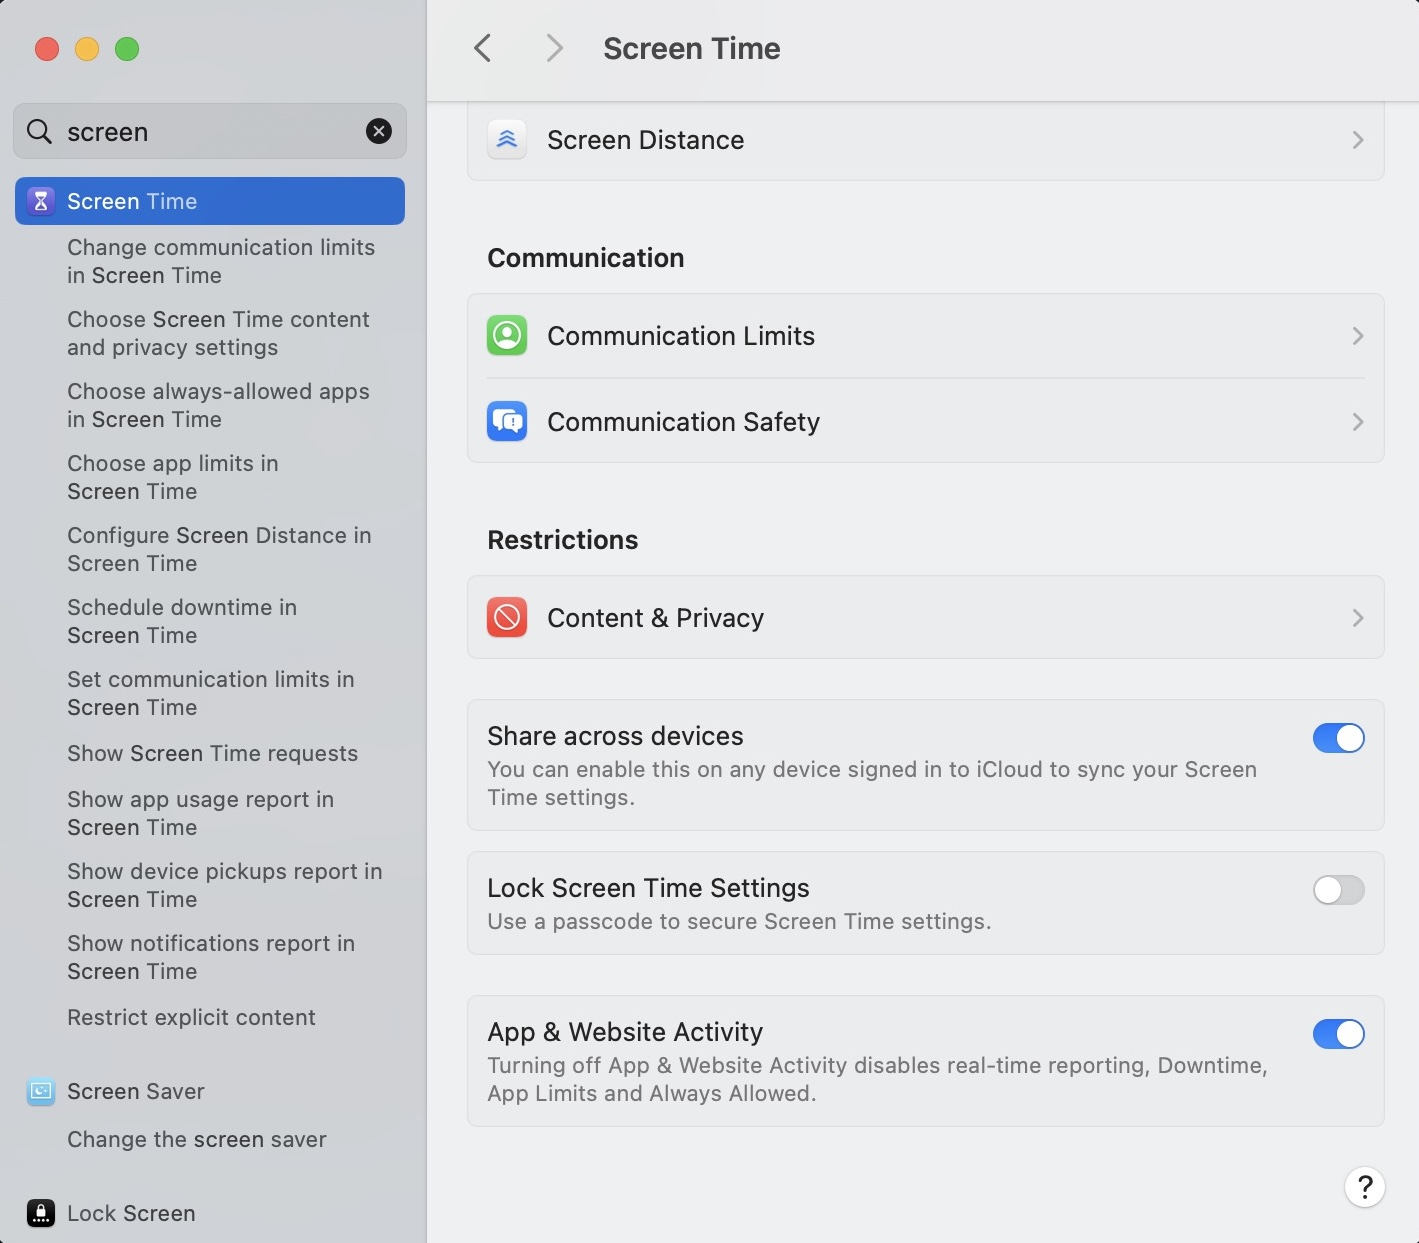 screen
Screen Time
Change communication limits
in Screen Time
Choose Screen Time content
and privacy settings
Choose always-allowed apps
in Screen Time
Choose app limits in
Screen Time
Configure Screen Distance in
Screen Time
Schedule downtime in
Screen Time
Set communication limits in
Screen Time
Show Screen Time requests
Show app usage report in
Screen Time
Show device pickups report in
Screen Time
Show notifications report in
Screen Time
Restrict explicit content
Screen Saver
Change the screen saver
Lock Screen
Screen Time
Screen Distance
Communication
Communication Limits
Communication Safety
Restrictions
Content & Privacy
Share across devices
You can enable this on any device signed in to iCloud to sync your Screen
Time settings.
Lock Screen Time Settings
Use a passcode to secure Screen Time settings.
App & Website Activity
Turning off App & Website Activity disables real-time reporting, Downtime,
App Limits and Always Allowed.
?